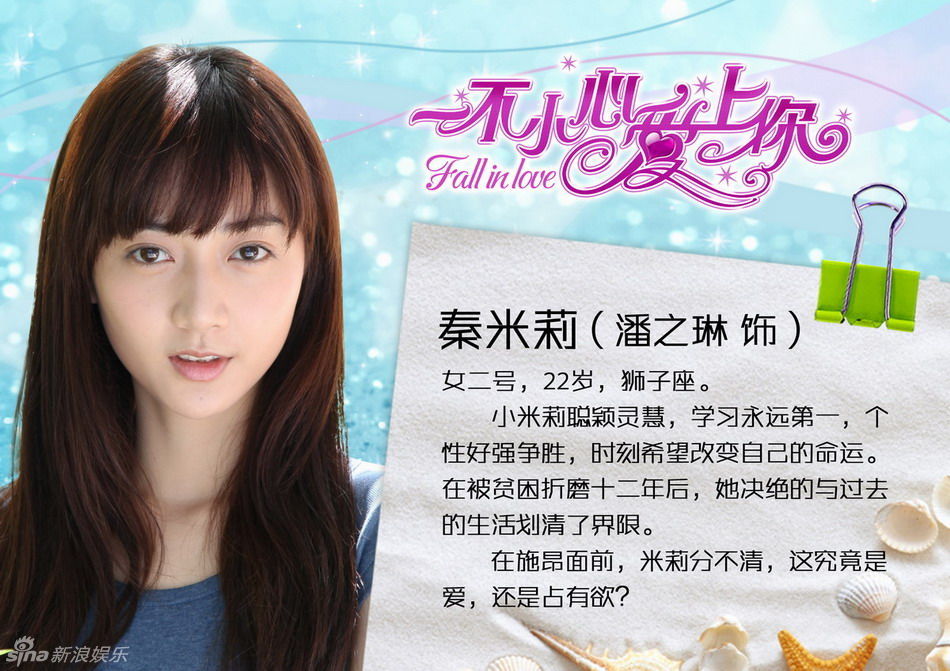 一不小心爱上你
Fall in love
秦米莉（潘之琳 饰）
女二号，22岁，狮子座。
小米莉聪颖灵慧，学习永远第一，个
性好强争胜，时刻希望改变自己的命运。
在被贫困折磨十二年后，她决绝的与过去
的生活划清了界限。
在施昂面前，米莉分不清，这究竟是
爱，还是占有欲？
sina新浪娱乐